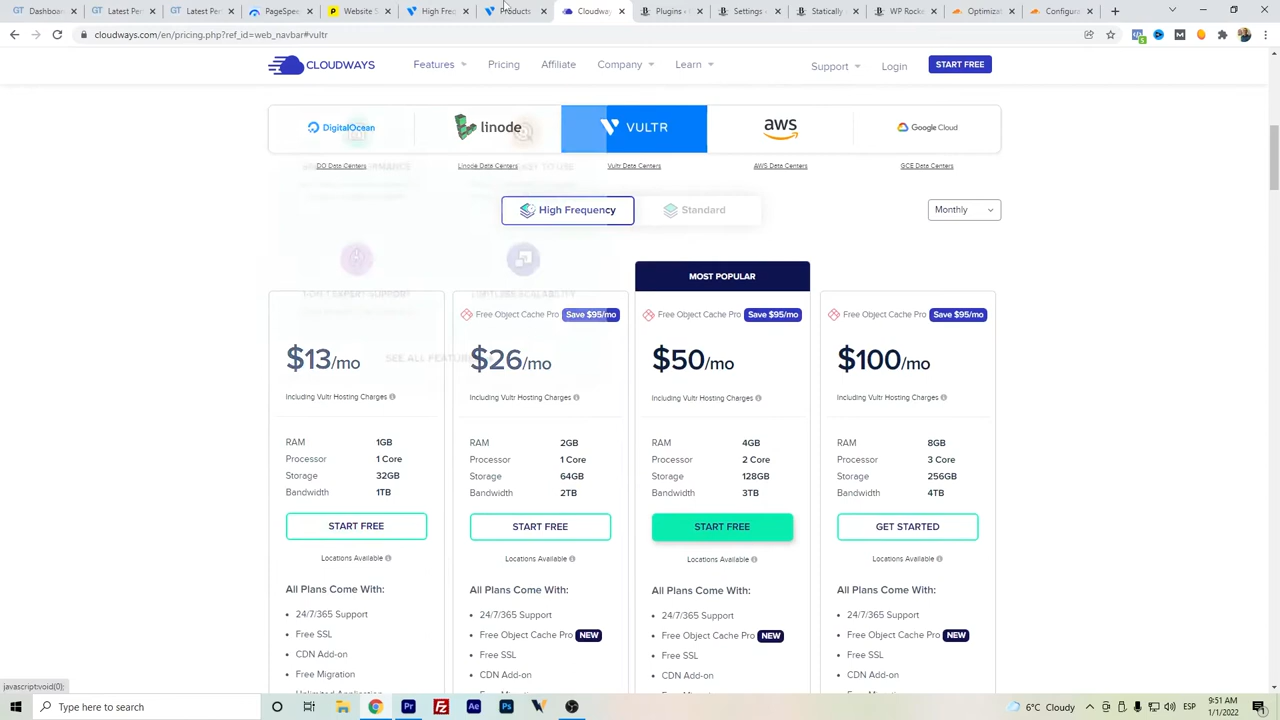 Dashboar
Latest Per
Latest Per
PageSpee
Website S
High Freq
Products
Cloudway
Plugins -
Settings
Statically
WP Rocke
Optimiza
Configura
cloudways.com/en/pricing.php?ref_id=web_navbar#vultr
CLOUDWAYS Features Pricing Affiliate Company Learn Support Login START FREE
DigitalOcean linode VULTR aws Google Cloud
DO Data Centers Linode Data Centers Vultr Data Centers AWS Data Centers GCE Data Centers
High Frequency Standard Monthly
MOST POPULAR
Free Object Cache Pro Save $95/mo Free Object Cache Pro Save $95/mo Free Object Cache Pro Save $95/mo
$13/mo $26/mo $50/mo $100/mo
SEE ALL FEATURES
Including Vultr Hosting Charges Including Vultr Hosting Charges Including Vultr Hosting Charges Including Vultr Hosting Charges
RAM 1GB RAM 2GB RAM 4GB RAM 8GB
Processor 1 Core Processor 1 Core Processor 2 Core Processor 3 Core
Storage 32GB Storage 64GB Storage 128GB Storage 256GB
Bandwidth 1TB Bandwidth 2TB Bandwidth 3TB Bandwidth 4TB
START FREE START FREE START FREE GET STARTED
Locations Available Locations Available Locations Available Locations Available
All Plans Come With: All Plans Come With: All Plans Come With: All Plans Come With:
• 24/7/365 Support • 24/7/365 Support • 24/7/365 Support • 24/7/365 Support
• Free SSL • Free Object Cache Pro NEW • Free Object Cache Pro NEW • Free Object Cache Pro NEW
• CDN Add-on • Free SSL • Free SSL • Free SSL
• Free Migration • CDN Add-on • CDN Add-on • CDN Add-on
javascript:void(0);
Type here to search
6°C Cloudy
ESP
9:51 AM
1/1/2022